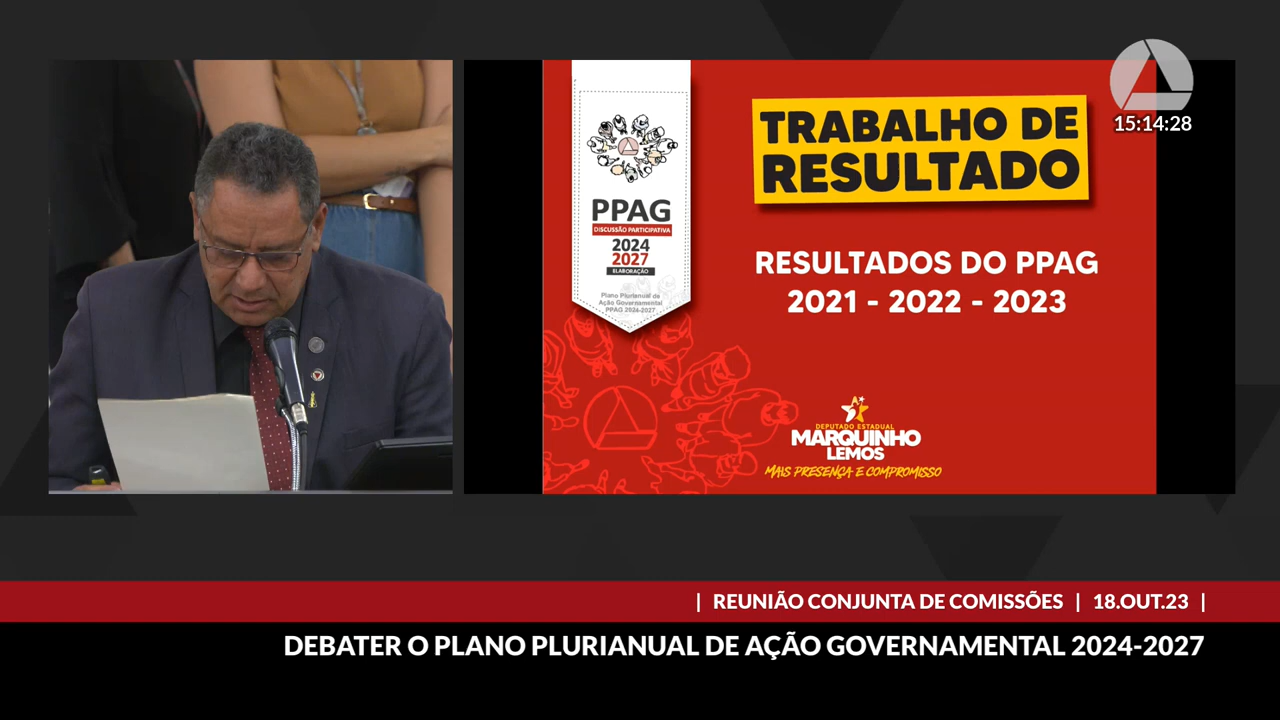 15:14:28
PPAG
DISCUSSÃO PARTICIPATIVA
2024
2027
ELABORAÇÃO
Plano Plurianual de
Ação Governamental
PPAG 2024-2027
TRABALHO DE
RESULTADO
RESULTADOS DO PPAG
2021 - 2022 - 2023
DEPUTADO ESTADUAL
MARQUINHO
LEMOS
MAIS PRESENÇA E COMPROMISSO
| REUNIÃO CONJUNTA DE COMISSÕES | 18.OUT.23 |
DEBATER O PLANO PLURIANUAL DE AÇÃO GOVERNAMENTAL 2024-2027